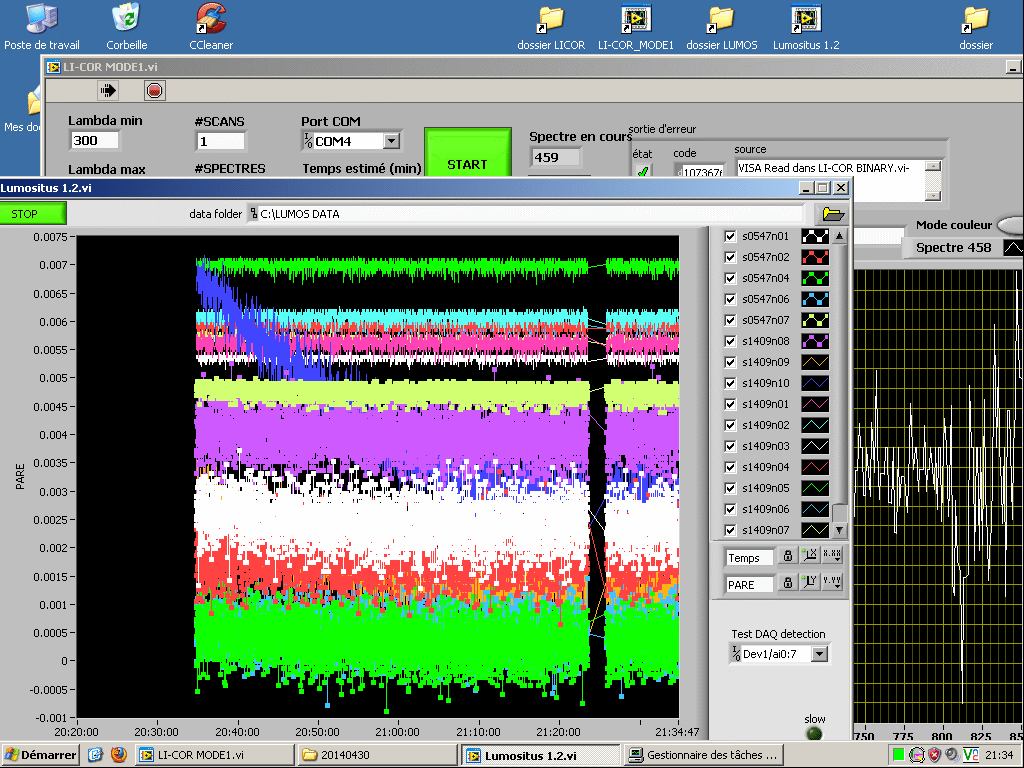 Poste de travail
Corbeille
CCleaner
dossier LICOR
LI-COR_MODE1
dossier LUMOS
Lumositus 1.2
dossier
Mes do
LI-COR MODE1.vi
Lambda min
300
#SCANS
1
Port COM
COM4
START
Spectre en cours
459
sortie d'erreur
état
code
107367
source
VISA Read dans LI-COR BINARY.vi-
Lambda max
#SPECTRES
Temps estimé (min)
Mode couleur
Spectre 458
Lumositus 1.2.vi
STOP
data folder
C:\LUMOS DATA
0.0075
0.007
0.0065
0.006
0.0055
0.005
0.0045
0.004
0.0035
0.003
0.0025
0.002
0.0015
0.001
0.0005
0
-0.0005
-0.001
PARE
20:20:00
20:30:00
20:40:00
20:50:00
21:00:00
21:10:00
21:20:00
21:34:47
s0547n01
s0547n02
s0547n04
s0547n06
s0547n07
s1409n08
s1409n09
s1409n10
s1409n01
s1409n02
s1409n03
s1409n04
s1409n05
s1409n06
s1409n07
Temps
X.XX
PARE
Y.YY
Test DAQ detection
Dev1/ai0:7
slow
750
775
800
825
85
Démarrer
LI-COR MODE1.vi
20140430
Lumositus 1.2.vi
Gestionnaire des tâches ...
21:34